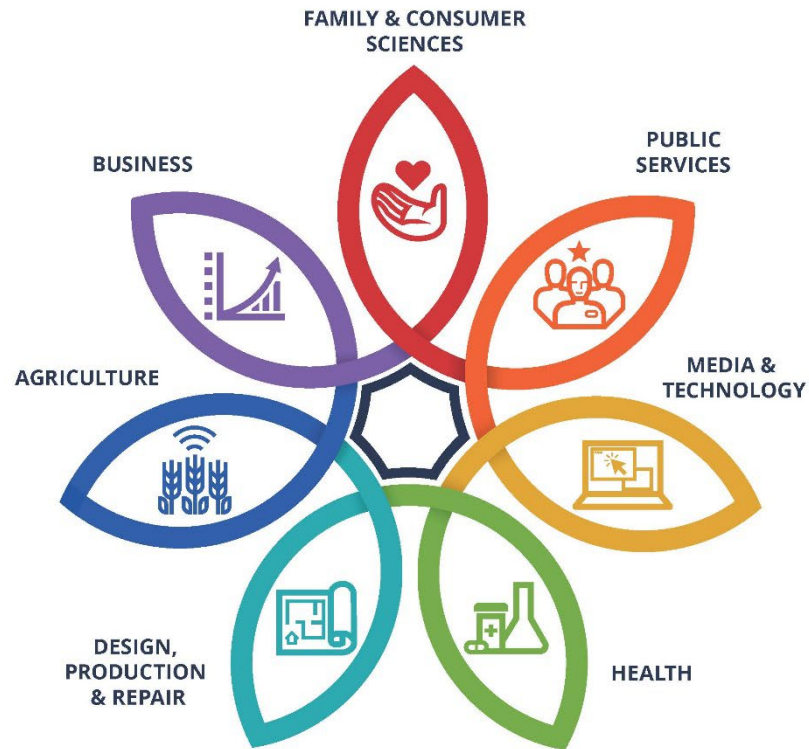 FAMILY & CONSUMER
SCIENCES
PUBLIC
SERVICES
MEDIA &
TECHNOLOGY
HEALTH
DESIGN,
PRODUCTION
& REPAIR
AGRICULTURE
BUSINESS